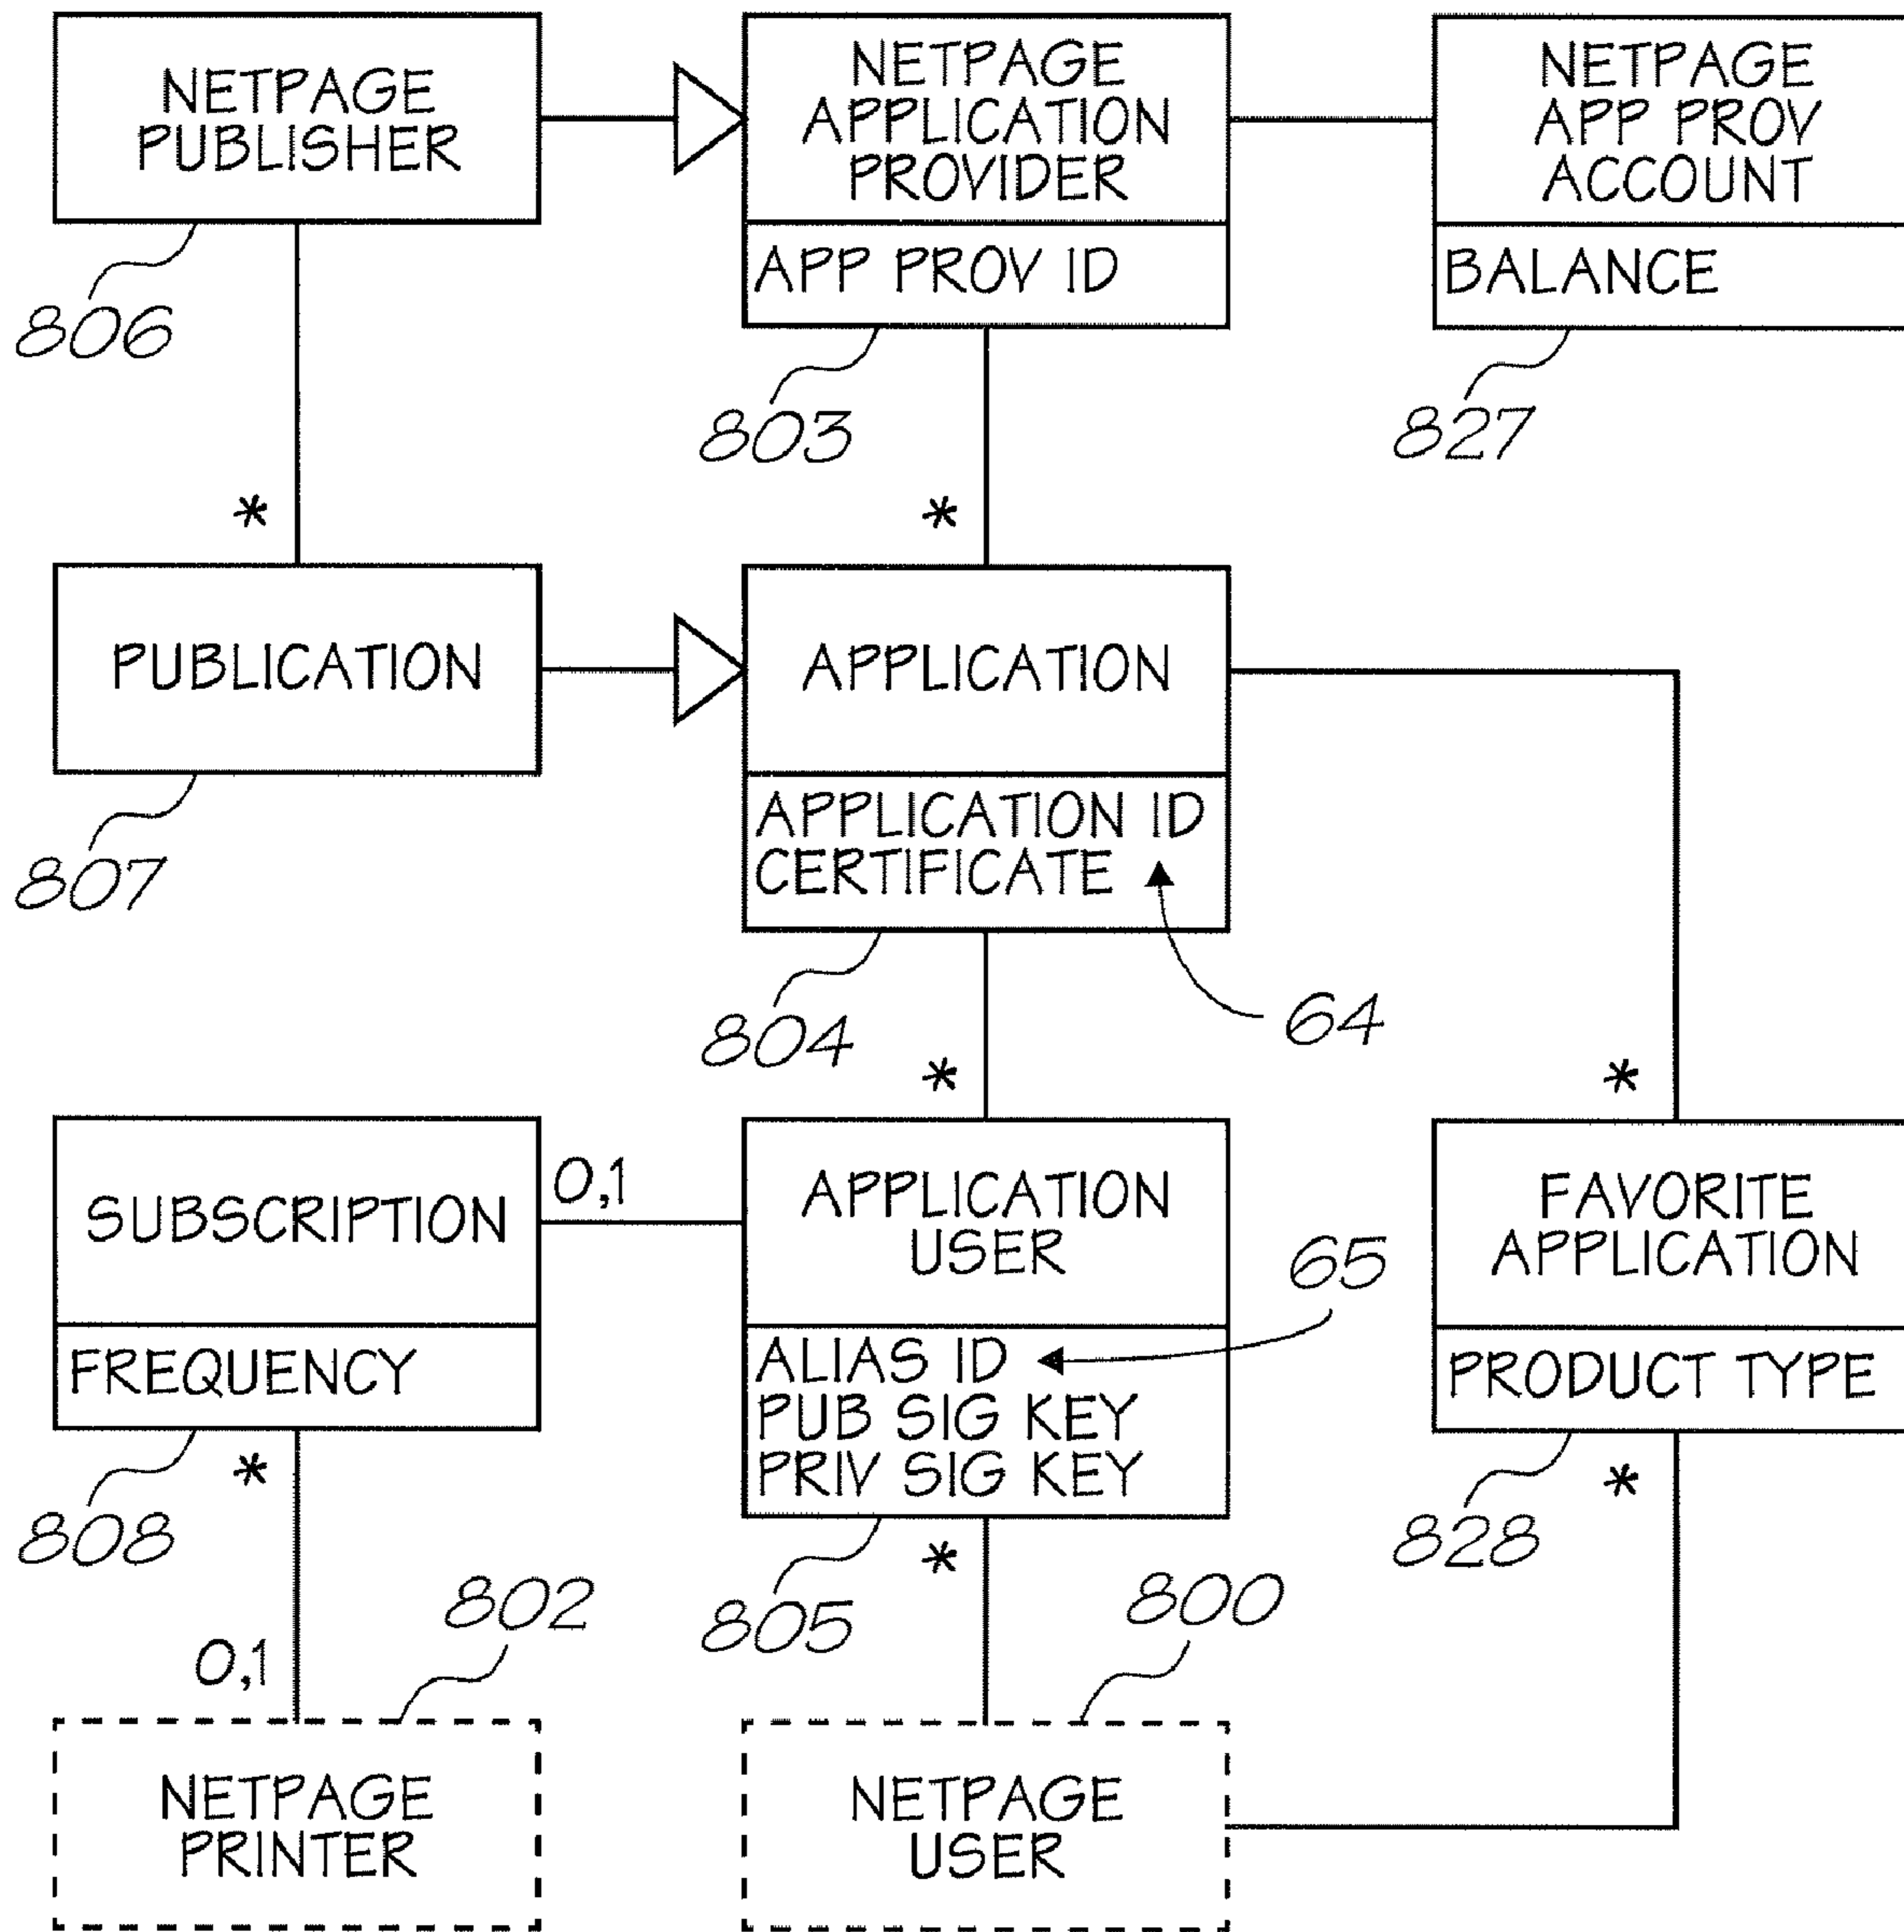 NETPAGE
PUBLISHER
806
NETPAGE
APPLICATION
PROVIDER
APP PROV ID
803
NETPAGE
APP PROV
ACCOUNT
BALANCE
827
*
*
PUBLICATION
807
APPLICATION
APPLICATION ID
CERTIFICATE
64
804
*
*
SUBSCRIPTION
0,1
FREQUENCY
808
*
APPLICATION
USER
65
ALIAS ID
PUB SIG KEY
PRIV SIG KEY
805
*
FAVORITE
APPLICATION
PRODUCT TYPE
828
*
802
0,1
NETPAGE
PRINTER
800
NETPAGE
USER